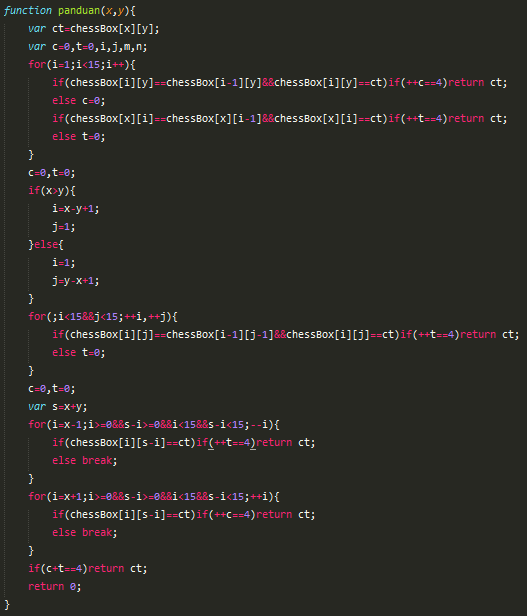 function panduan(x,y){
    var ct=chessBox[x][y];
    var c=0,t=0,i,j,m,n;
    for(i=1;i<15;i++){
        if(chessBox[i][y]==chessBox[i-1][y]&&chessBox[i][y]==ct)if(++c==4)return ct;
        else c=0;
        if(chessBox[x][i]==chessBox[x][i-1]&&chessBox[x][i]==ct)if(++t==4)return ct;
        else t=0;
    }
    c=0,t=0;
    if(x>y){
        i=x-y+1;
        j=1;
    }else{
        i=1;
        j=y-x+1;
    }
    for(;i<15&&j<15;++i,++j){
        if(chessBox[i][j]==chessBox[i-1][j-1]&&chessBox[i][j]==ct)if(++t==4)return ct;
        else t=0;
    }
    c=0,t=0;
    var s=x+y;
    for(i=x-1;i>=0&&s-i>=0&&i<15&&s-i<15;--i){
        if(chessBox[i][s-i]==ct)if(++t==4)return ct;
        else break;
    }
    for(i=x+1;i>=0&&s-i>=0&&i<15&&s-i<15;++i){
        if(chessBox[i][s-i]==ct)if(++c==4)return ct;
        else break;
    }
    if(c+t==4)return ct;
    return 0;
}